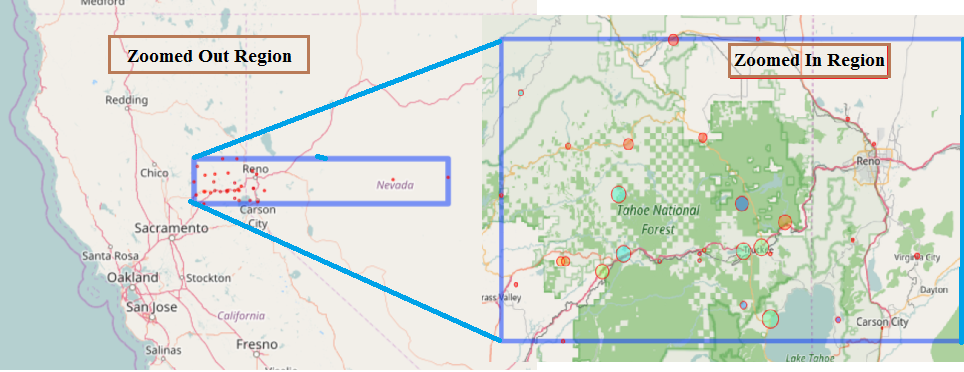 Medford
Zoomed Out Region
Redding
Chico
Reno
Nevada
Carson
City
Sacramento
Santa Rosa
Oakland
Stockton
San Jose
California
Salinas
Fresno
Zoomed In Region
Reno
Tahoe National
Forest
Truckee
Virginia City
rass Valley
Dayton
Carson City
Lake Tahoe